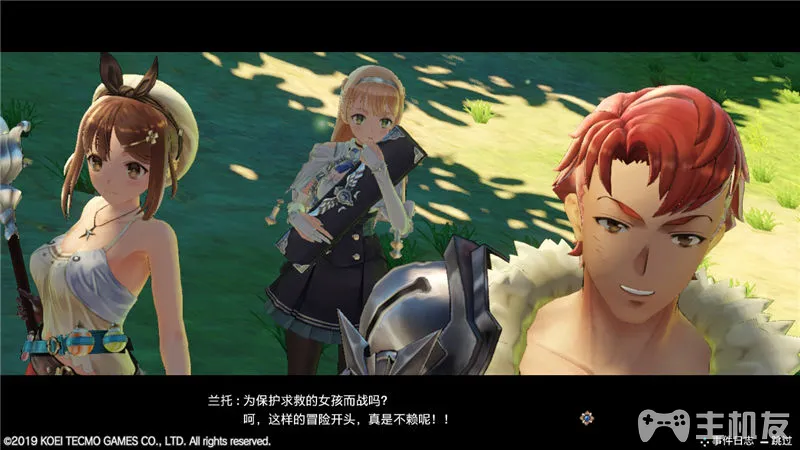 兰托：为保护求救的女孩而战吗？
呵，这样的冒险开头，真是不赖呢！！
©2019 KOEI TECMO GAMES CO., LTD. All rights reserved.
事件日志 跳过
主机友